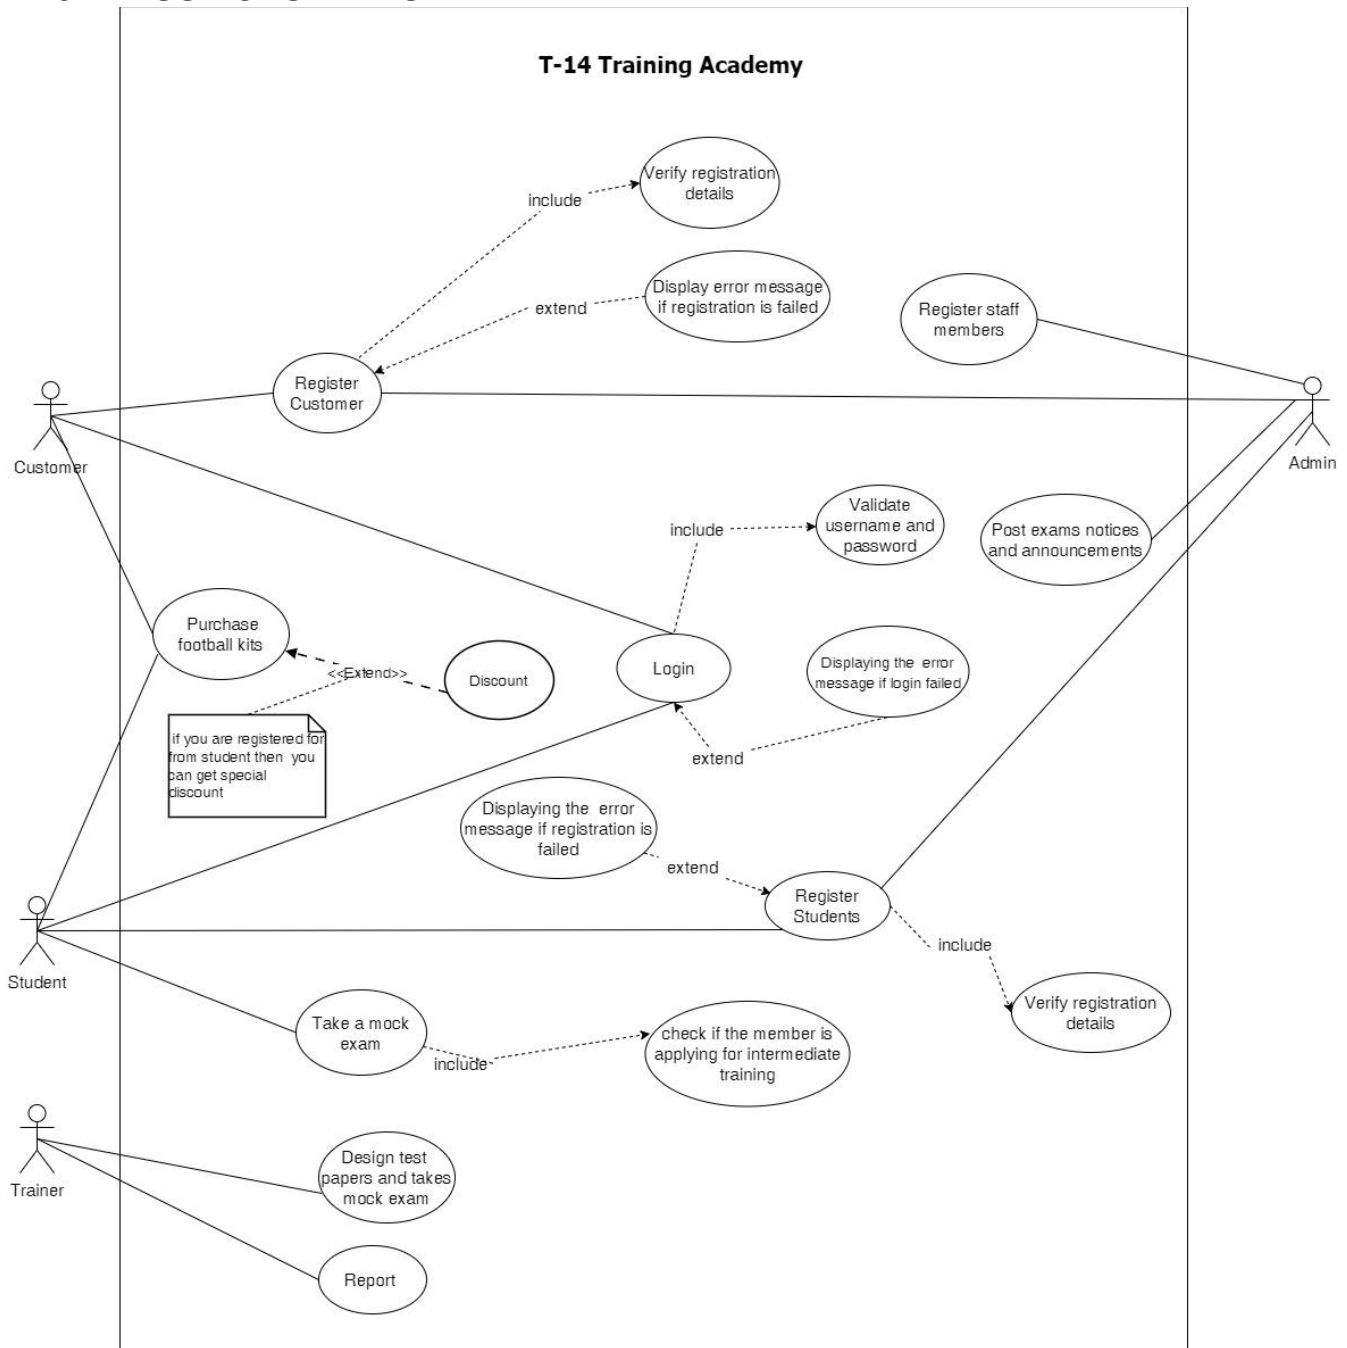 T-14 Training Academy
Verify registration
details
include
Display error message
if registration is failed
extend
Register staff
members
Register
Customer
Customer
Admin
Validate
username and
password
include
Post exams notices
and announcements
Purchase
football kits
<<Extend>>
Discount
Login
Displaying the  error
message if login failed
if you are registered for
from student then  you
can get special
discount
extend
Displaying the  error
message if registration is
failed
extend
Register
Students
include
Student
Verify registration
details
Take a mock
exam
include
check if the member is
applying for intermediate
training
Trainer
Design test
papers and takes
mock exam
Report